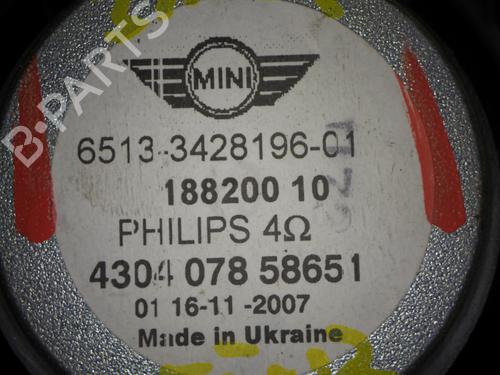 MINI
6513-3428196-01
188200 10
PHILIPS 4Ω
4304 078 58651
01 16-11-2007
Made in Ukraine
B-PARTS